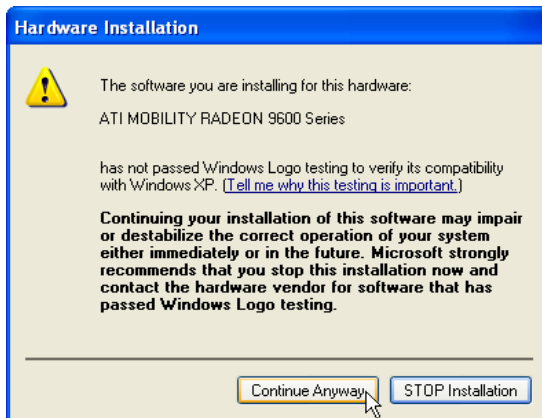 Hardware Installation
The software you are installing for this hardware:
ATI MOBILITY RADEON 9600 Series
has not passed Windows Logo testing to verify its compatibility
with Windows XP. (Tell me why this testing is important.)
Continuing your installation of this software may impair
or destabilize the correct operation of your system
either immediately or in the future. Microsoft strongly
recommends that you stop this installation now and
contact the hardware vendor for software that has
passed Windows Logo testing.
Continue Anyway STOP Installation